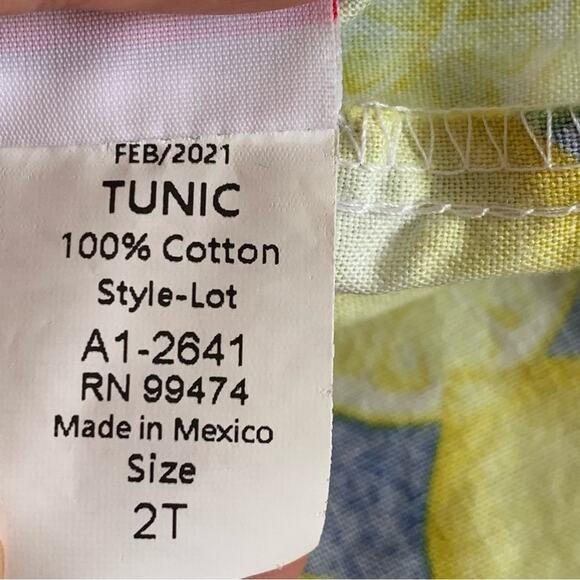 FEB/2021
TUNIC
100% Cotton
Style-Lot
A1-2641
RN 99474
Made in Mexico
Size
2T